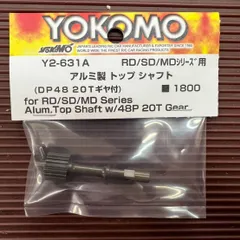 YOKOMO
Y2-631A
RD/SD/MDシリーズ用
アルミ製 トップ シャフト
(DP48 20Tギヤ付)
■ 1800
for RD/SD/MD Series
Alum.Top Shaft w/48P 20T Gear